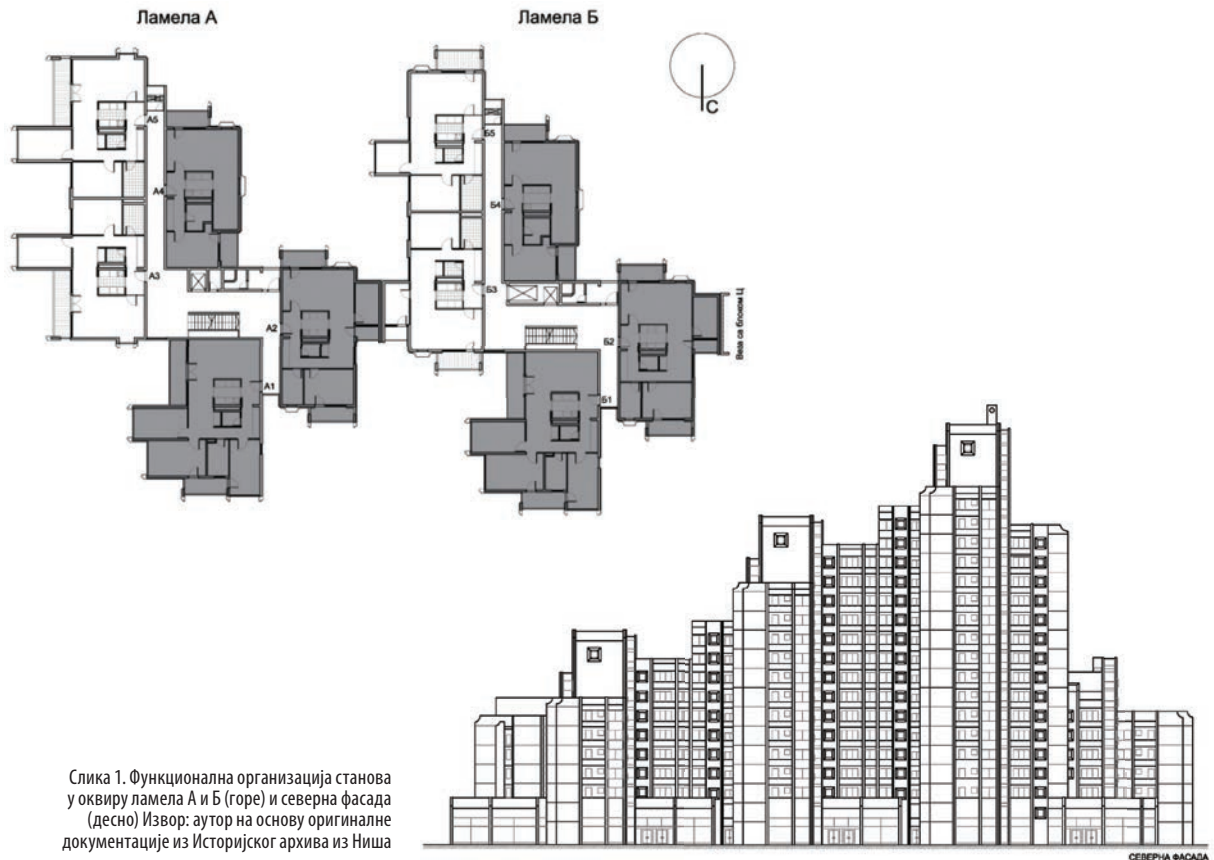 Ламела А
Ламела Б
С
А5
А4
А3
А2
А1
Б5
Б4
Б3
Б2
Б1
Веза са блоком Ц
Слика 1. Функционална организација станова
у оквиру ламела А и Б (горе) и северна фасада
(десно) Извор: аутор на основу оригиналне
документације из Историјског архива из Ниша
СЕВЕРНА ФАСАДА